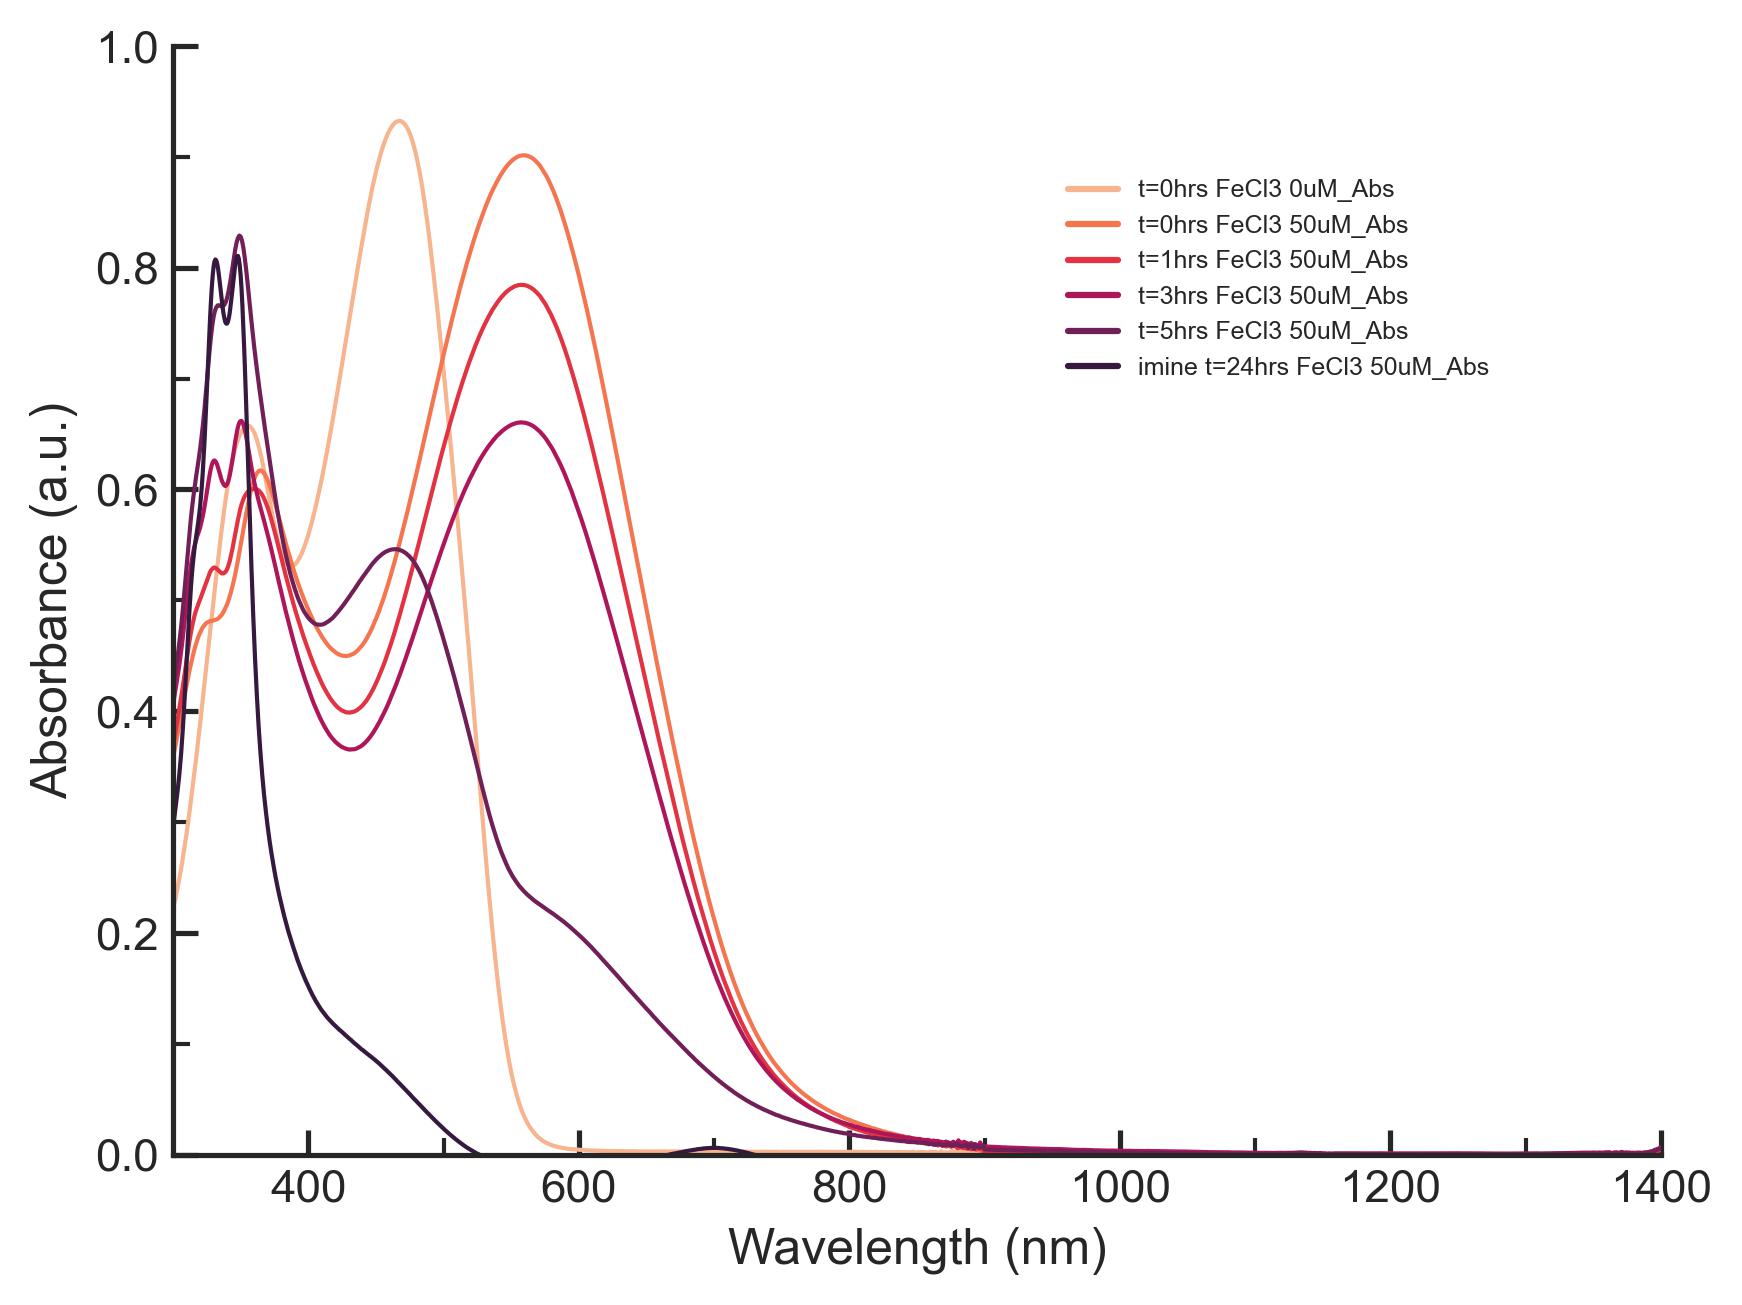 1.0
0.8
0.6
0.4
0.2
0.0
Absorbance (a.u.)
t=0hrs FeCl3 0uM_Abs
t=0hrs FeCl3 50uM_Abs
t=1hrs FeCl3 50uM_Abs
t=3hrs FeCl3 50uM_Abs
t=5hrs FeCl3 50uM_Abs
imine t=24hrs FeCl3 50uM_Abs
400 600 800 1000 1200 1400
Wavelength (nm)